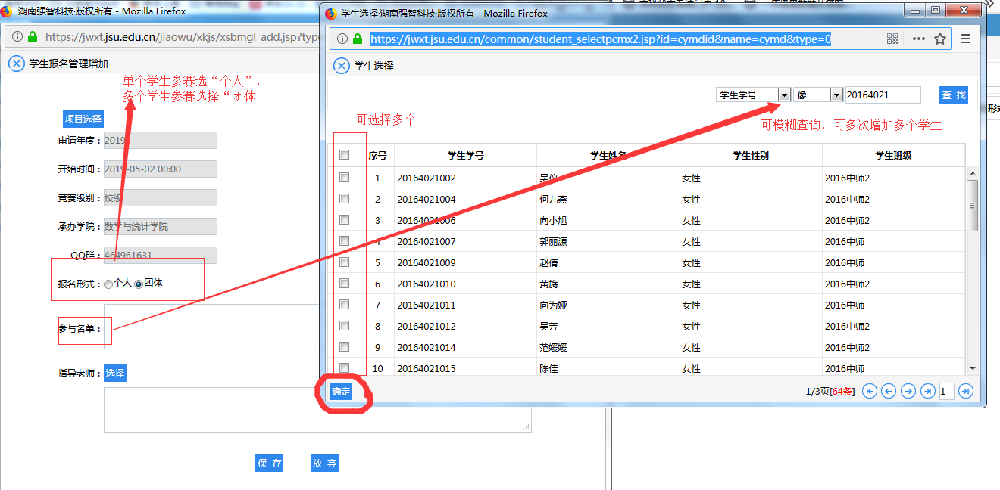 ·湖南强智科技·版权所有 - Mozilla Firefox
https://jwxt.jsu.edu.cn/jiaowu/xkjs/xsbmgl_add.jsp?type
学生报名管理增加
单个学生参赛选“个人”，
多个学生参赛选择“团体
项目选择
申请年度：2019
开始时间：2019-05-02 00:00
竞赛级别：校级
承办学院：数学与统计学院
QQ群：464961631
报名形式：个人 团体
参与名单：
指导老师：选择
保 存 放 弃
学生选择·湖南强智科技·版权所有 - Mozilla Firefox
https://jwxt.jsu.edu.cn/common/student_selectpcmx2.jsp?id=cymdid&name=cymd&type=0
学生选择
学生学号 像 20164021 查 找
可选择多个
可模糊查询，可多次增加多个学生
序号 学生学号 学生姓名 学生性别 学生班级
1 20164021002 吴仪 女性 2016中师2
2 20164021004 何九燕 女性 2016中师2
3 20164021006 向小旭 女性 2016中师2
4 20164021007 郭丽源 女性 2016中师
5 20164021009 赵倩 女性 2016中师
6 20164021010 黄旖 女性 2016中师2
7 20164021011 向为娅 女性 2016中师
8 20164021012 吴芳 女性 2016中师2
9 20164021014 范媛媛 女性 2016中师2
10 20164021015 陈佳 女性 2016中师
确定
1/3页[64条] 1
形式